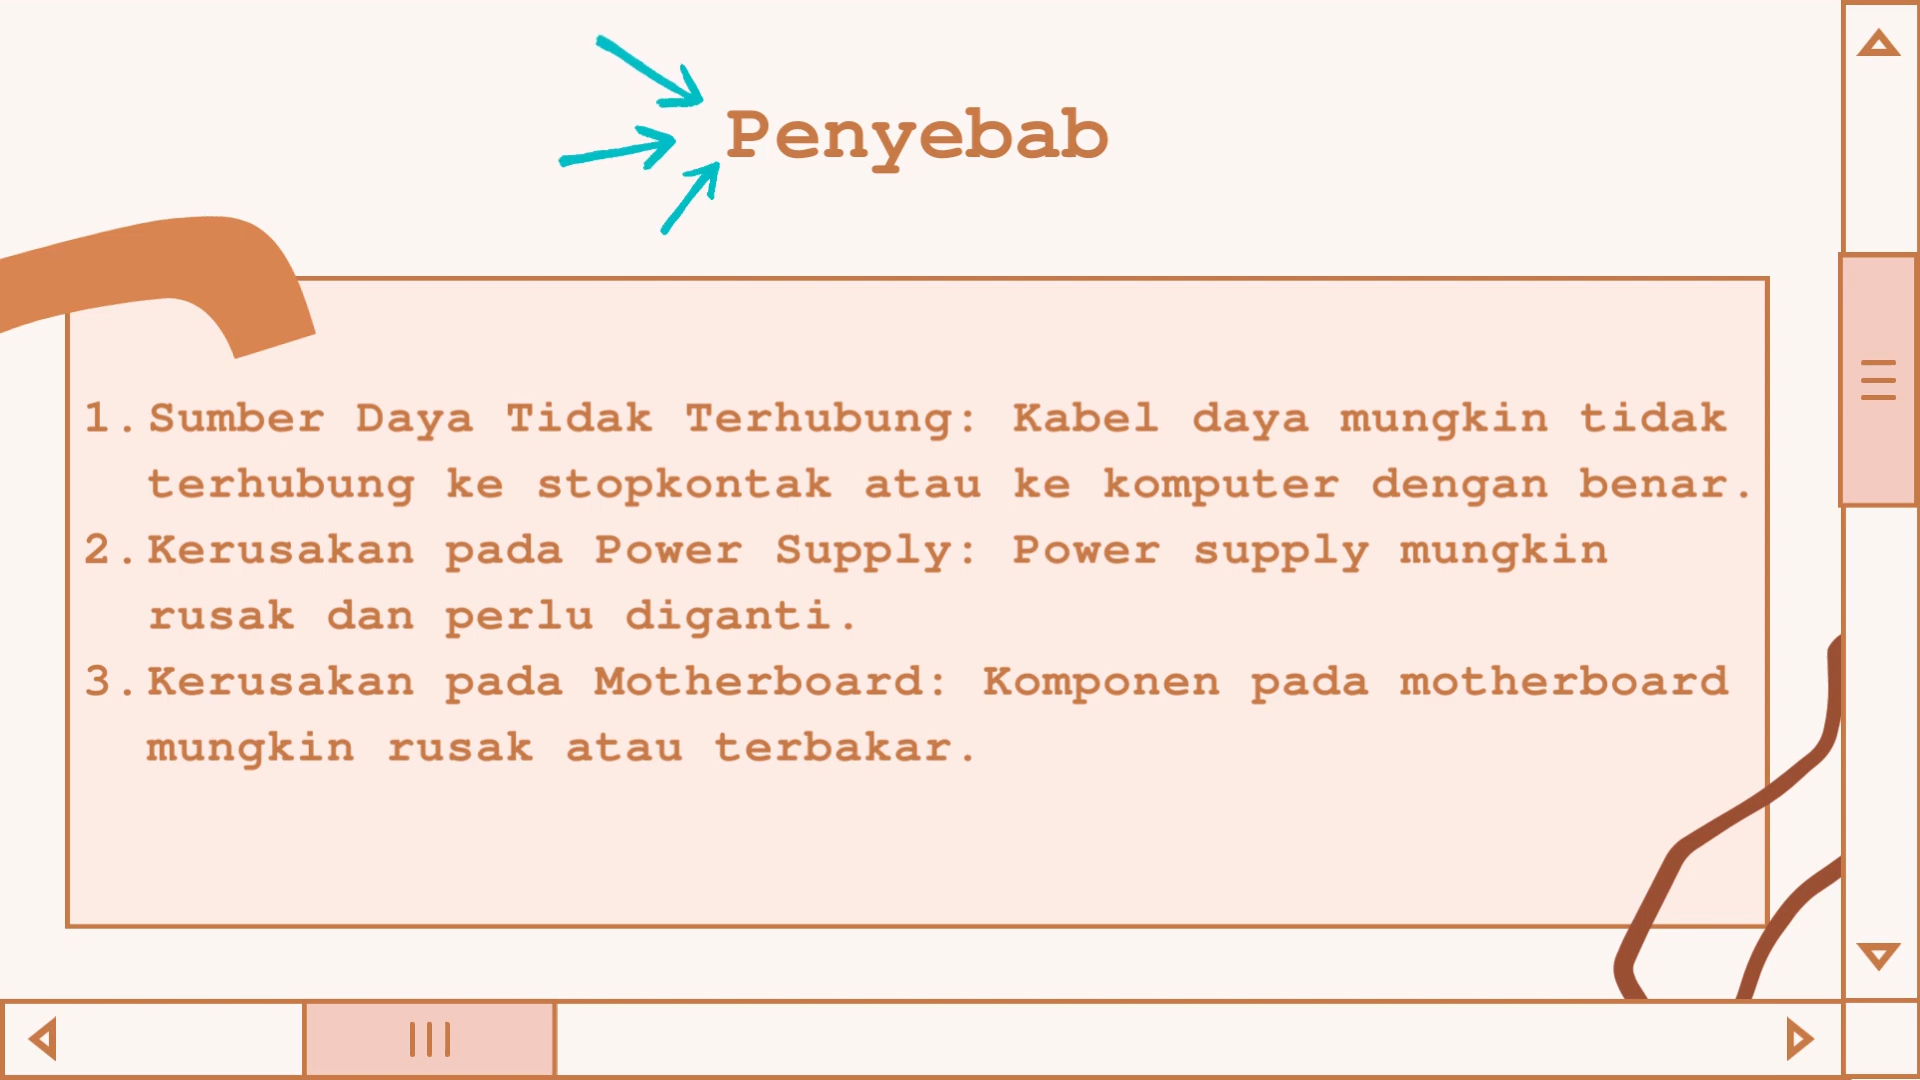 Penyebab
1. Sumber Daya Tidak Terhubung: Kabel daya mungkin tidak
terhubung ke stopkontak atau ke komputer dengan benar.
2. Kerusakan pada Power Supply: Power supply mungkin
rusak dan perlu diganti.
3. Kerusakan pada Motherboard: Komponen pada motherboard
mungkin rusak atau terbakar.